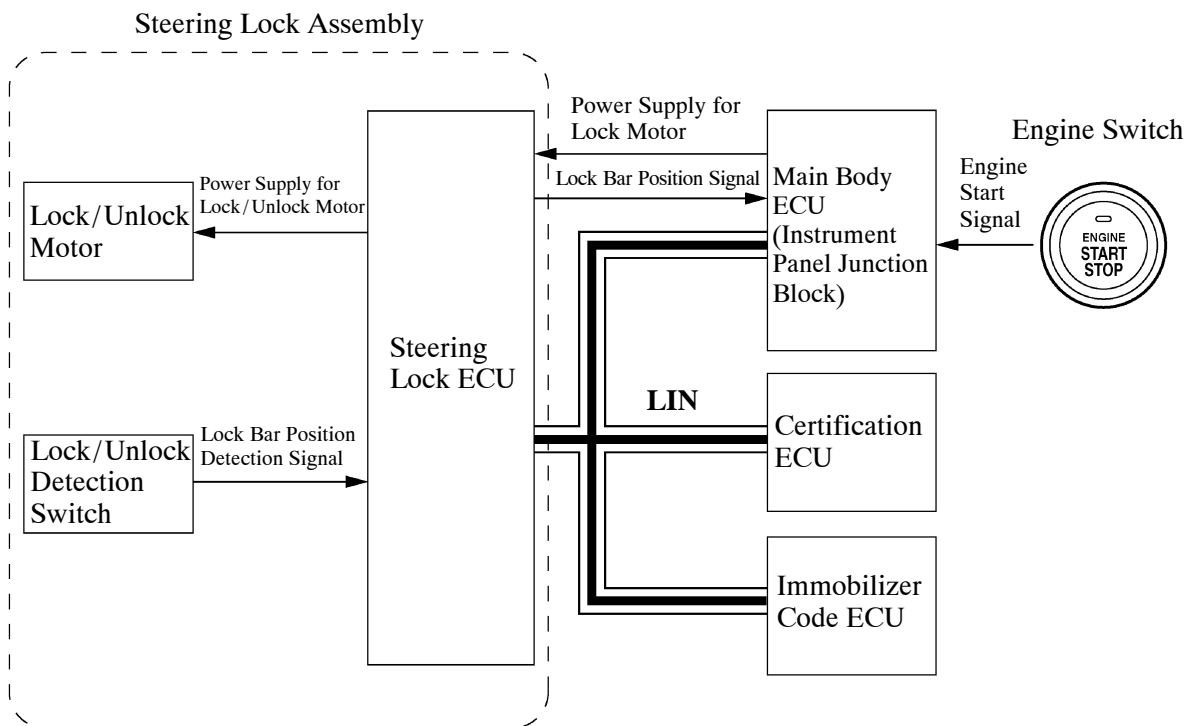 Steering Lock Assembly
Power Supply for
Lock Motor
Engine Switch
Lock Bar Position Signal
Main Body
ECU
(Instrument
Panel Junction
Block)
Engine
Start
Signal
ENGINE
START
STOP
Lock/Unlock
Motor
Power Supply for
Lock/Unlock Motor
Steering
Lock ECU
LIN
Certification
ECU
Lock/Unlock
Detection
Switch
Lock Bar Position
Detection Signal
Immobilizer
Code ECU